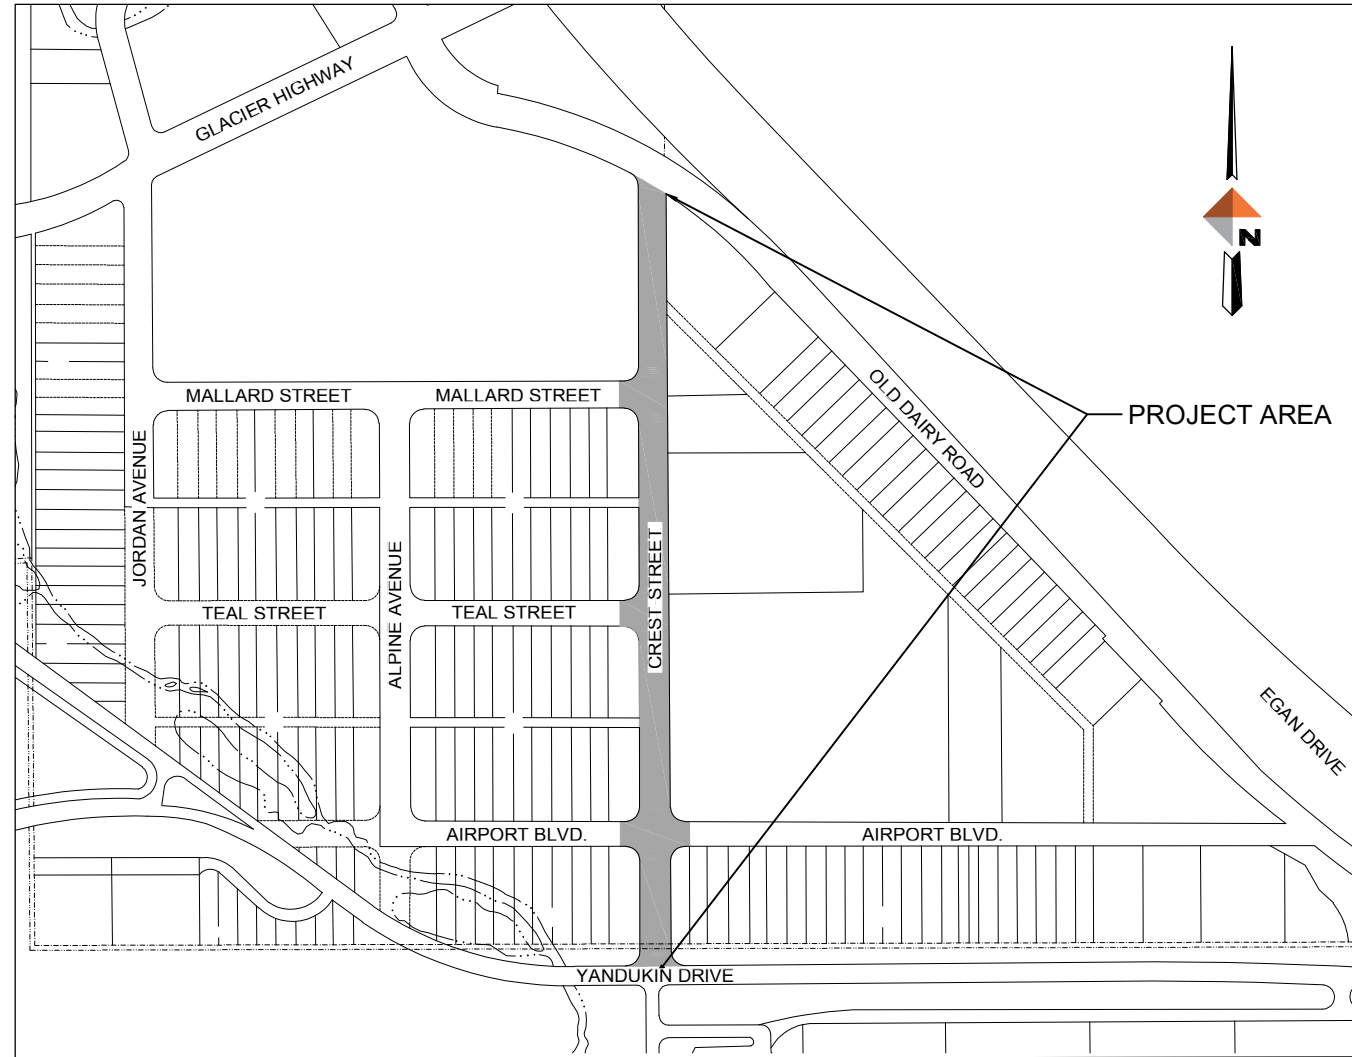 GLACIER HIGHWAY
N
MALLARD STREET
MALLARD STREET
OLD DAIRY ROAD
PROJECT AREA
JORDAN AVENUE
ALPINE AVENUE
CREST STREET
TEAL STREET
TEAL STREET
EGAN DRIVE
AIRPORT BLVD.
AIRPORT BLVD.
YANDUKIN DRIVE